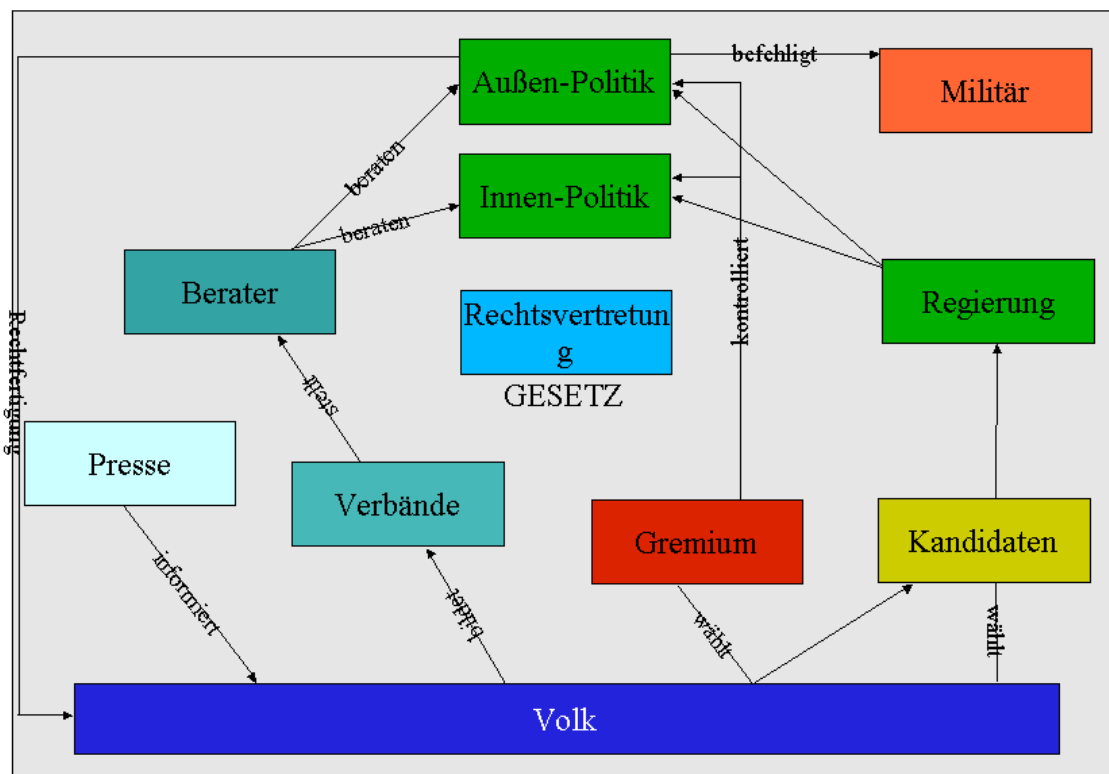 befehligt
Außen-Politik
Militär
beraten
Innen-Politik
beraten
kontrolliert
Berater
Regierung
Rechtsvertretun
g
GESETZ
Rechtfertigung
stellt
Presse
Verbände
Gremium
Kandidaten
informiert
bildet
wählt
wählt
Volk